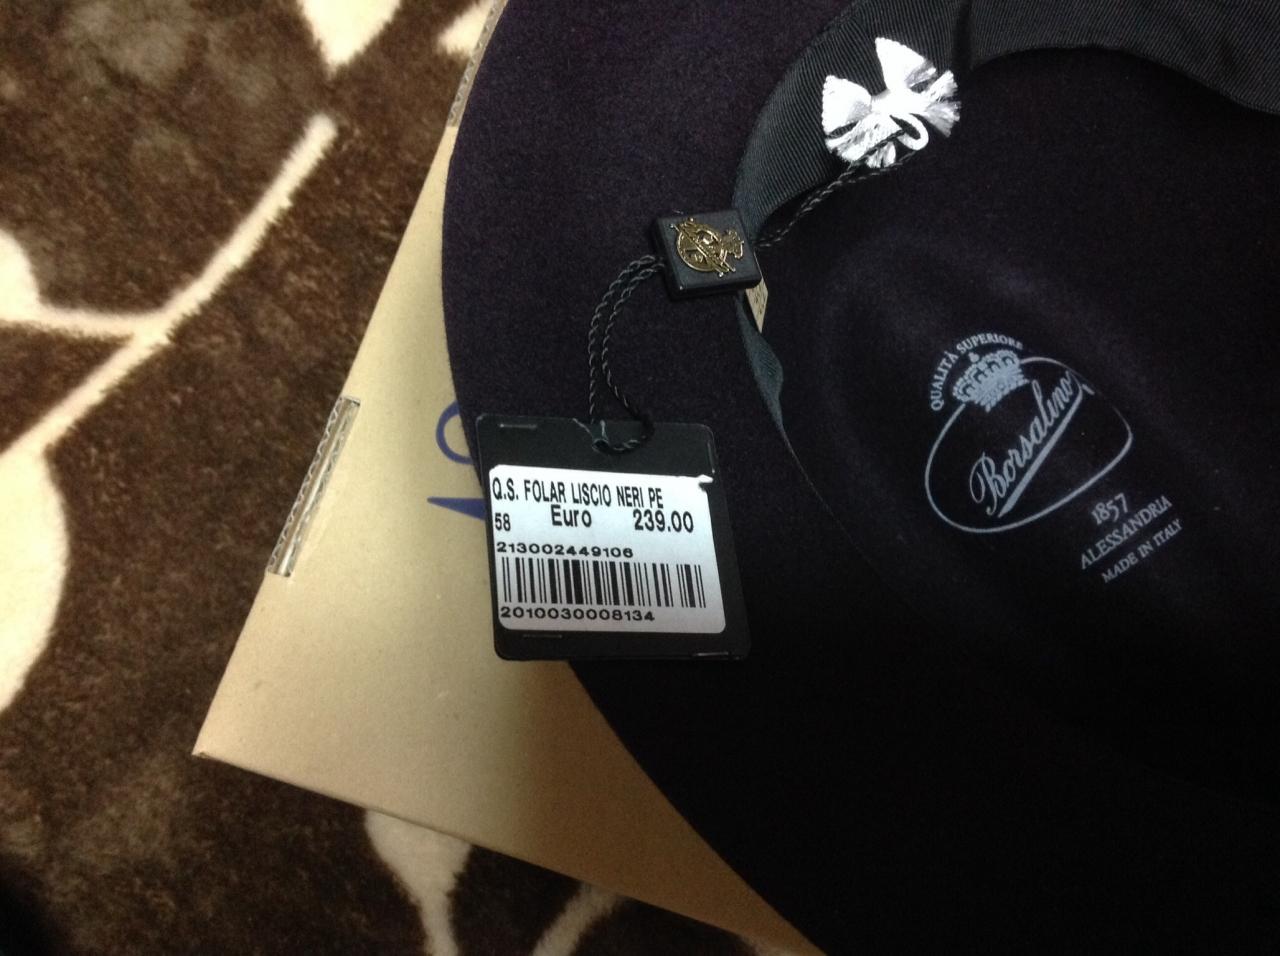 Q.S. FOLAR LISCIO NERI PE
58 Euro 239.00
213002449106
2010030008134
QUALITÀ SUPERIORE
Borsalino
1857
ALESSANDRIA
MADE IN ITALY